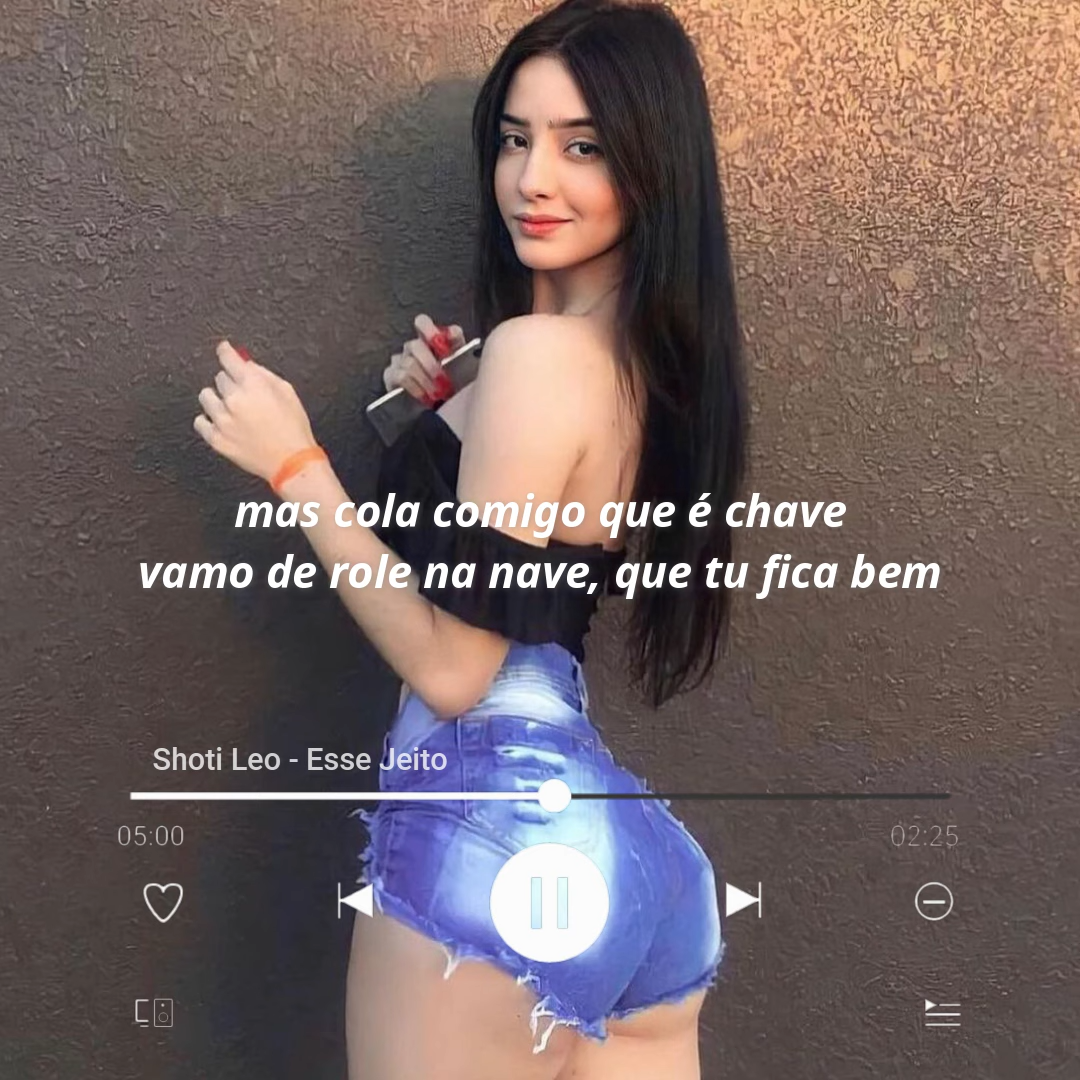 mas cola comigo que é chave
vamo de role na nave, que tu fica bem
Shoti Leo - Esse Jeito
05:00
02:25